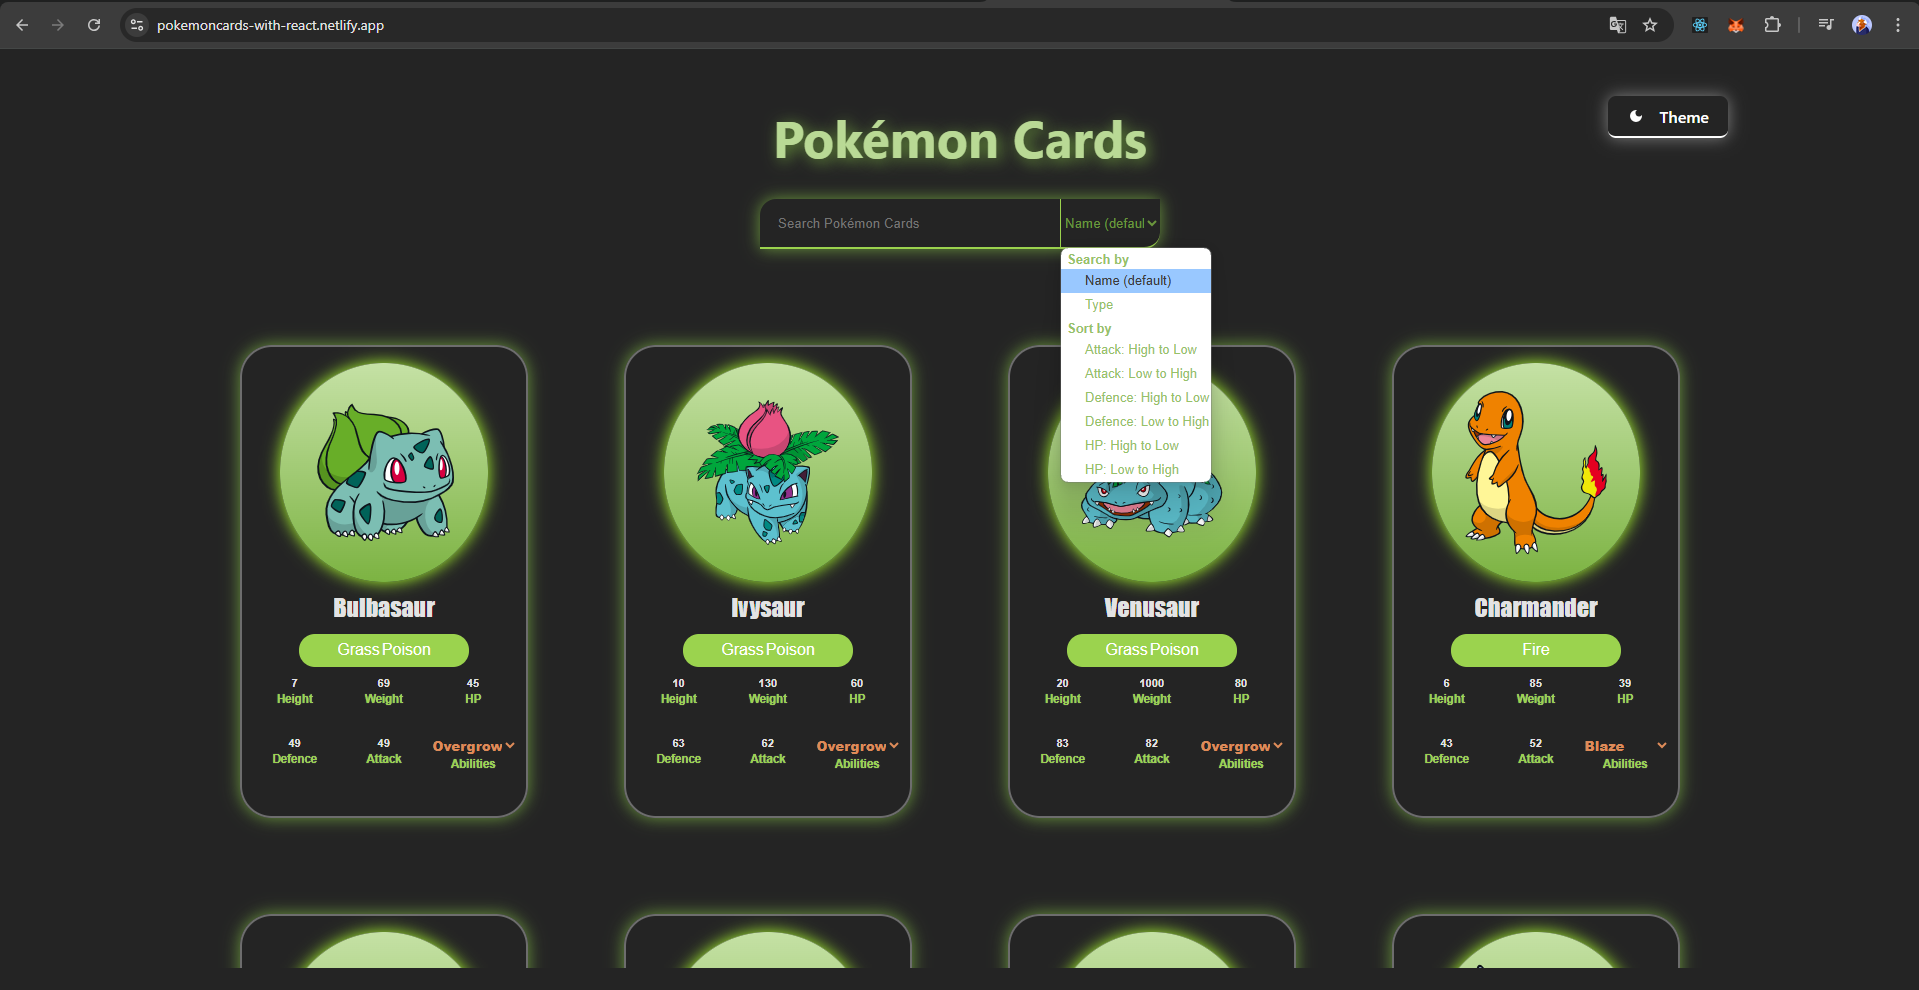 pokemoncards-with-react.netlify.app
Theme
Pokémon Cards
Search Pokémon Cards
Name (defaul
Search by
Name (default)
Type
Sort by
Attack: High to Low
Attack: Low to High
Defence: High to Low
Defence: Low to High
HP: High to Low
HP: Low to High
Bulbasaur
Grass Poison
7 69 45
Height Weight HP
49 49 Overgrow
Defence Attack Abilities
Ivysaur
Grass Poison
10 130 60
Height Weight HP
63 62 Overgrow
Defence Attack Abilities
Venusaur
Grass Poison
20 1000 80
Height Weight HP
83 82 Overgrow
Defence Attack Abilities
Charmander
Fire
6 85 39
Height Weight HP
43 52 Blaze
Defence Attack Abilities